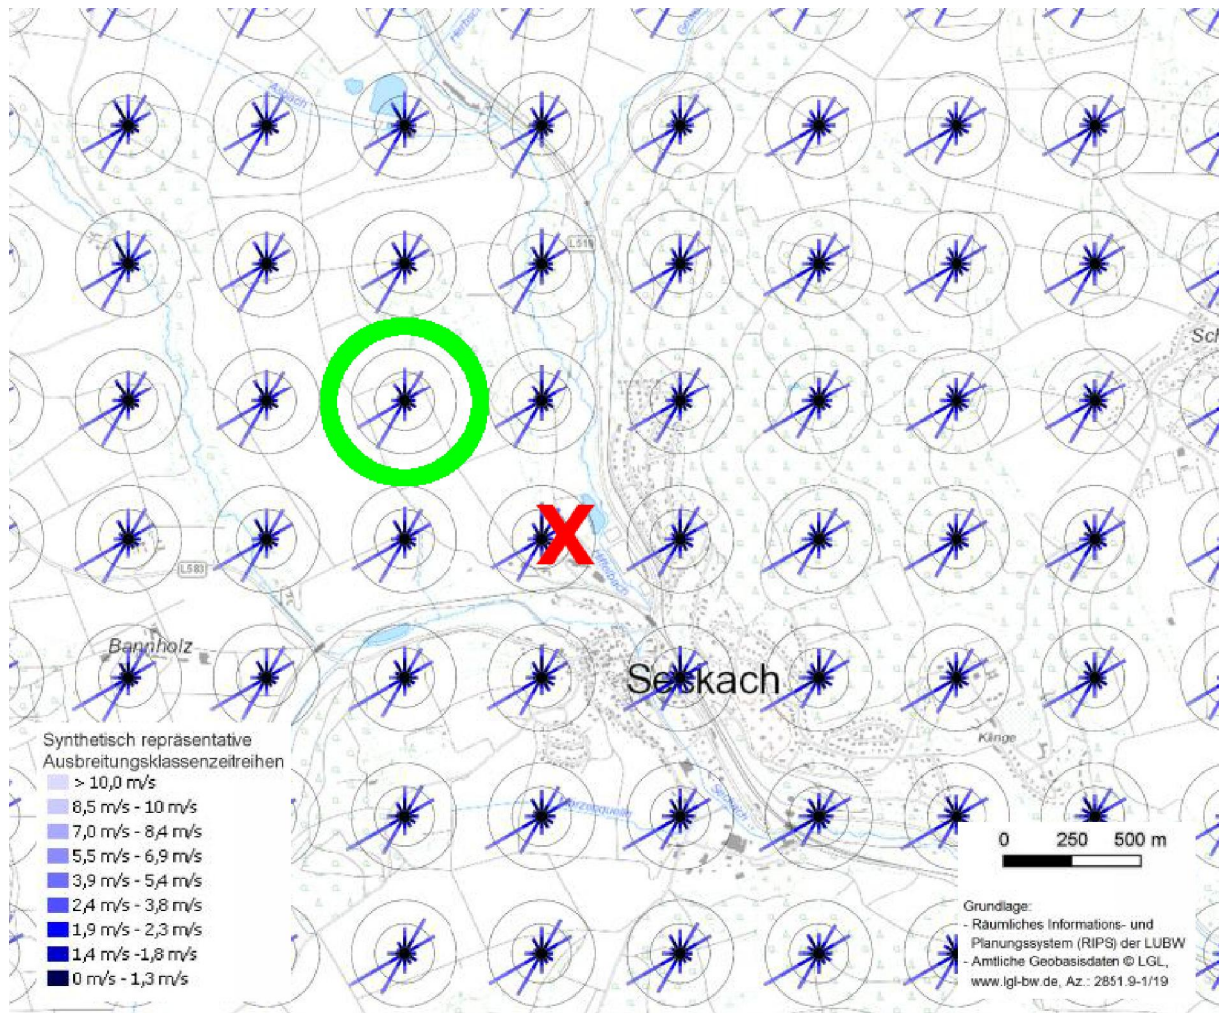 Aisbach
L519
Sch
X
Hiffelbach
L583
Bannholz
Seckach
Klinge
Seckach
Synthetisch repräsentative
Ausbreitungsklassenzeitreihen
> 10,0 m/s
8,5 m/s - 10 m/s
7,0 m/s - 8,4 m/s
5,5 m/s - 6,9 m/s
3,9 m/s - 5,4 m/s
2,4 m/s - 3,8 m/s
1,9 m/s - 2,3 m/s
1,4 m/s -1,8 m/s
0 m/s - 1,3 m/s
0 250 500 m
Grundlage:
- Räumliches Informations- und
Planungssystem (RIPS) der LUBW
- Amtliche Geobasisdaten © LGL,
www.lgl-bw.de, Az.: 2851.9-1/19